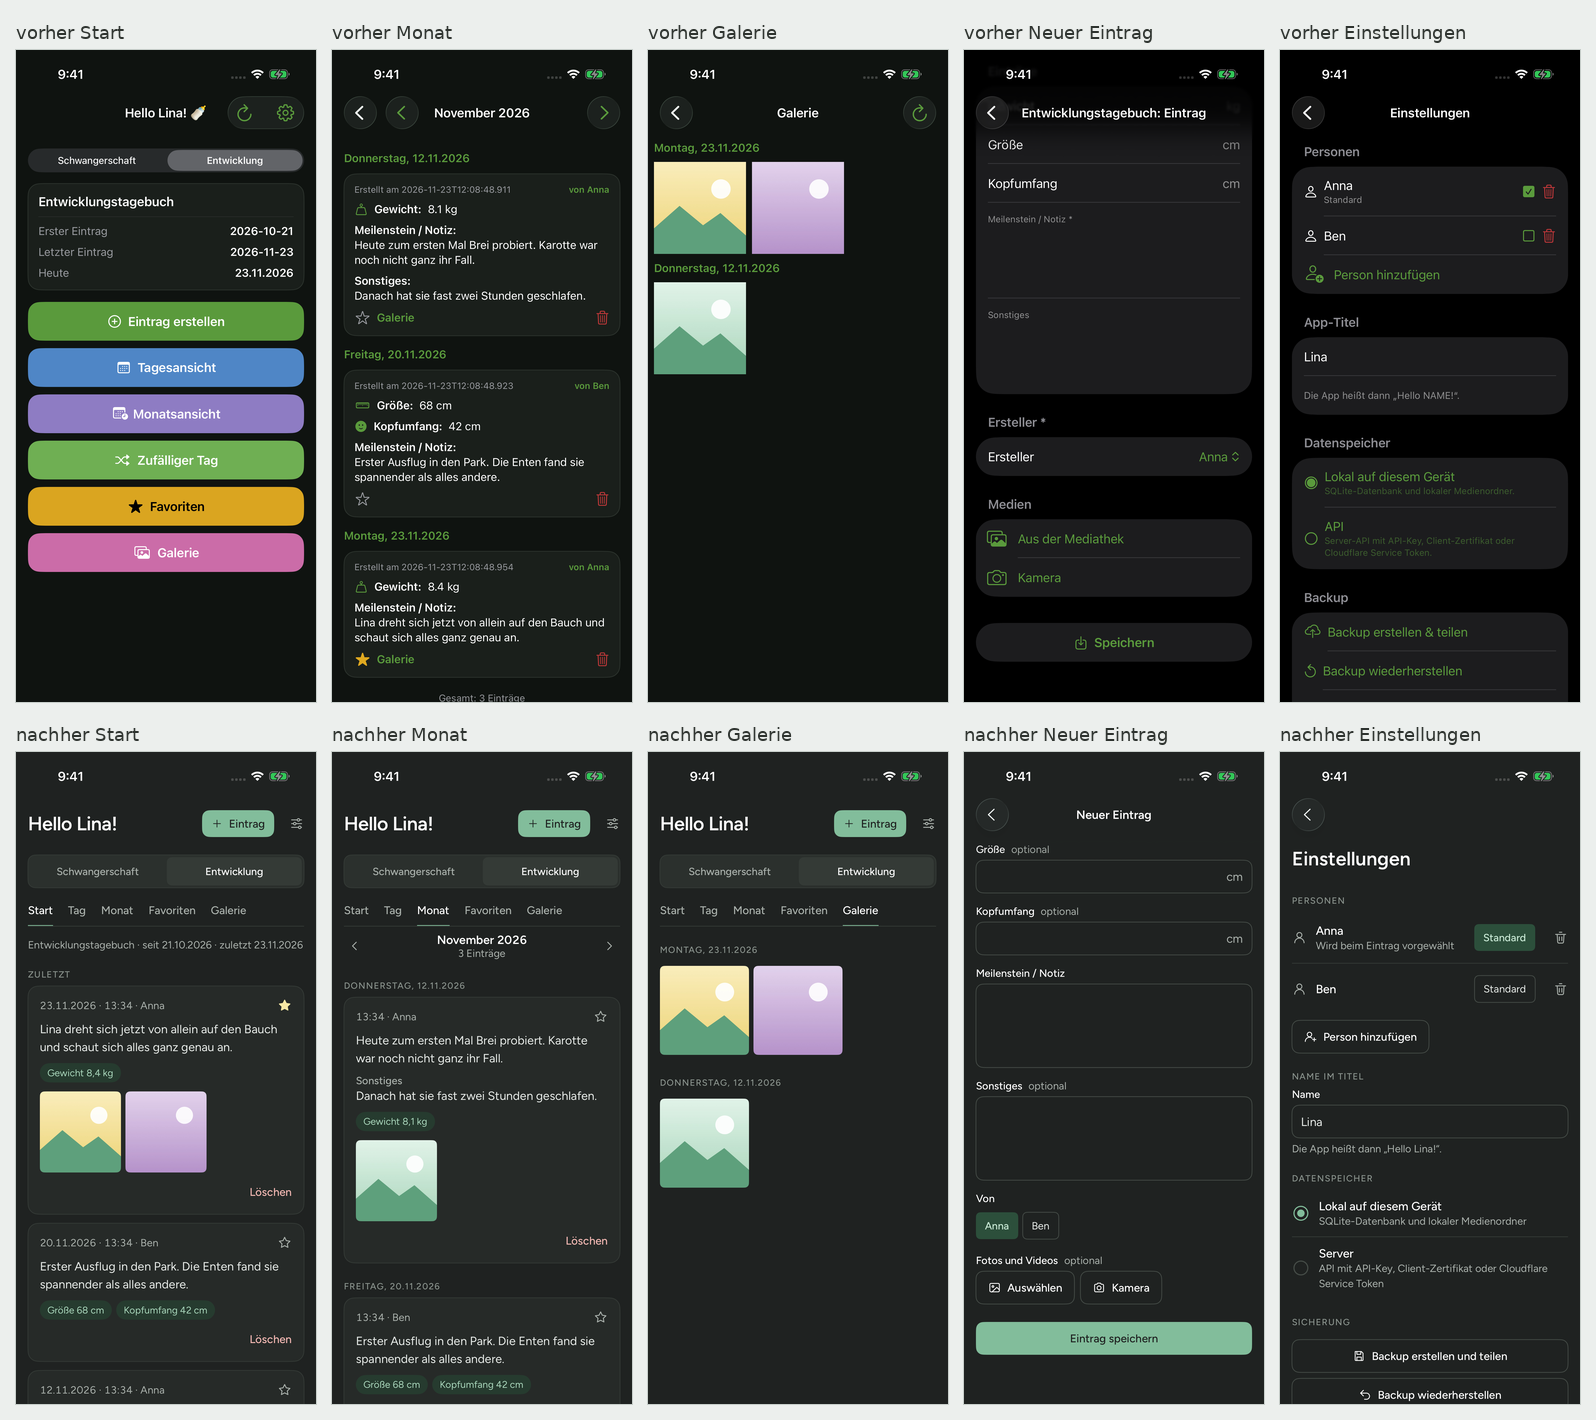 vorher Start
9:41
Hello Lina! 🍼
Schwangerschaft
Entwicklung
Entwicklungstagebuch
Erster Eintrag 2026-10-21
Letzter Eintrag 2026-11-23
Heute 23.11.2026
Eintrag erstellen
Tagesansicht
Monatsansicht
Zufälliger Tag
Favoriten
Galerie
vorher Monat
9:41
November 2026
Donnerstag, 12.11.2026
Erstellt am 2026-11-23T12:08:48.911 von Anna
Gewicht: 8.1 kg
Meilenstein / Notiz:
Heute zum ersten Mal Brei probiert. Karotte war
noch nicht ganz ihr Fall.
Sonstiges:
Danach hat sie fast zwei Stunden geschlafen.
Galerie
Freitag, 20.11.2026
Erstellt am 2026-11-23T12:08:48.923 von Ben
Größe: 68 cm
Kopfumfang: 42 cm
Meilenstein / Notiz:
Erster Ausflug in den Park. Die Enten fand sie
spannender als alles andere.
Montag, 23.11.2026
Erstellt am 2026-11-23T12:08:48.954 von Anna
Gewicht: 8.4 kg
Meilenstein / Notiz:
Lina dreht sich jetzt von allein auf den Bauch und
schaut sich alles ganz genau an.
Galerie
Gesamt: 3 Einträge
vorher Galerie
9:41
Galerie
Montag, 23.11.2026
Donnerstag, 12.11.2026
vorher Neuer Eintrag
9:41
Entwicklungstagebuch: Eintrag
Größe cm
Kopfumfang cm
Meilenstein / Notiz *
Sonstiges
Ersteller *
Ersteller Anna
Medien
Aus der Mediathek
Kamera
Speichern
vorher Einstellungen
9:41
Einstellungen
Personen
Anna
Standard
Ben
Person hinzufügen
App-Titel
Lina
Die App heißt dann „Hello NAME!“.
Datenspeicher
Lokal auf diesem Gerät
SQLite-Datenbank und lokaler Medienordner.
API
Server-API mit API-Key, Client-Zertifikat oder
Cloudflare Service Token.
Backup
Backup erstellen & teilen
Backup wiederherstellen
nachher Start
9:41
Hello Lina!
+ Eintrag
Schwangerschaft
Entwicklung
Start Tag Monat Favoriten Galerie
Entwicklungstagebuch · seit 21.10.2026 · zuletzt 23.11.2026
ZULETZT
23.11.2026 · 13:34 · Anna
Lina dreht sich jetzt von allein auf den Bauch
und schaut sich alles ganz genau an.
Gewicht 8,4 kg
Löschen
20.11.2026 · 13:34 · Ben
Erster Ausflug in den Park. Die Enten fand sie
spannender als alles andere.
Größe 68 cm Kopfumfang 42 cm
Löschen
12.11.2026 · 13:34 · Anna
nachher Monat
9:41
Hello Lina!
+ Eintrag
Schwangerschaft
Entwicklung
Start Tag Monat Favoriten Galerie
November 2026
3 Einträge
DONNERSTAG, 12.11.2026
13:34 · Anna
Heute zum ersten Mal Brei probiert. Karotte
war noch nicht ganz ihr Fall.
Sonstiges
Danach hat sie fast zwei Stunden geschlafen.
Gewicht 8,1 kg
Löschen
FREITAG, 20.11.2026
13:34 · Ben
Erster Ausflug in den Park. Die Enten fand sie
spannender als alles andere.
Größe 68 cm Kopfumfang 42 cm
nachher Galerie
9:41
Hello Lina!
+ Eintrag
Schwangerschaft
Entwicklung
Start Tag Monat Favoriten Galerie
MONTAG, 23.11.2026
DONNERSTAG, 12.11.2026
nachher Neuer Eintrag
9:41
Neuer Eintrag
Größe optional
cm
Kopfumfang optional
cm
Meilenstein / Notiz
Sonstiges optional
Von
Anna Ben
Fotos und Videos optional
Auswählen Kamera
Eintrag speichern
nachher Einstellungen
9:41
Einstellungen
PERSONEN
Anna
Wird beim Eintrag vorgewählt
Standard
Ben
Standard
Person hinzufügen
NAME IM TITEL
Name
Lina
Die App heißt dann „Hello Lina!“.
DATENSPEICHER
Lokal auf diesem Gerät
SQLite-Datenbank und lokaler Medienordner
Server
API mit API-Key, Client-Zertifikat oder Cloudflare
Service Token
SICHERUNG
Backup erstellen und teilen
Backup wiederherstellen